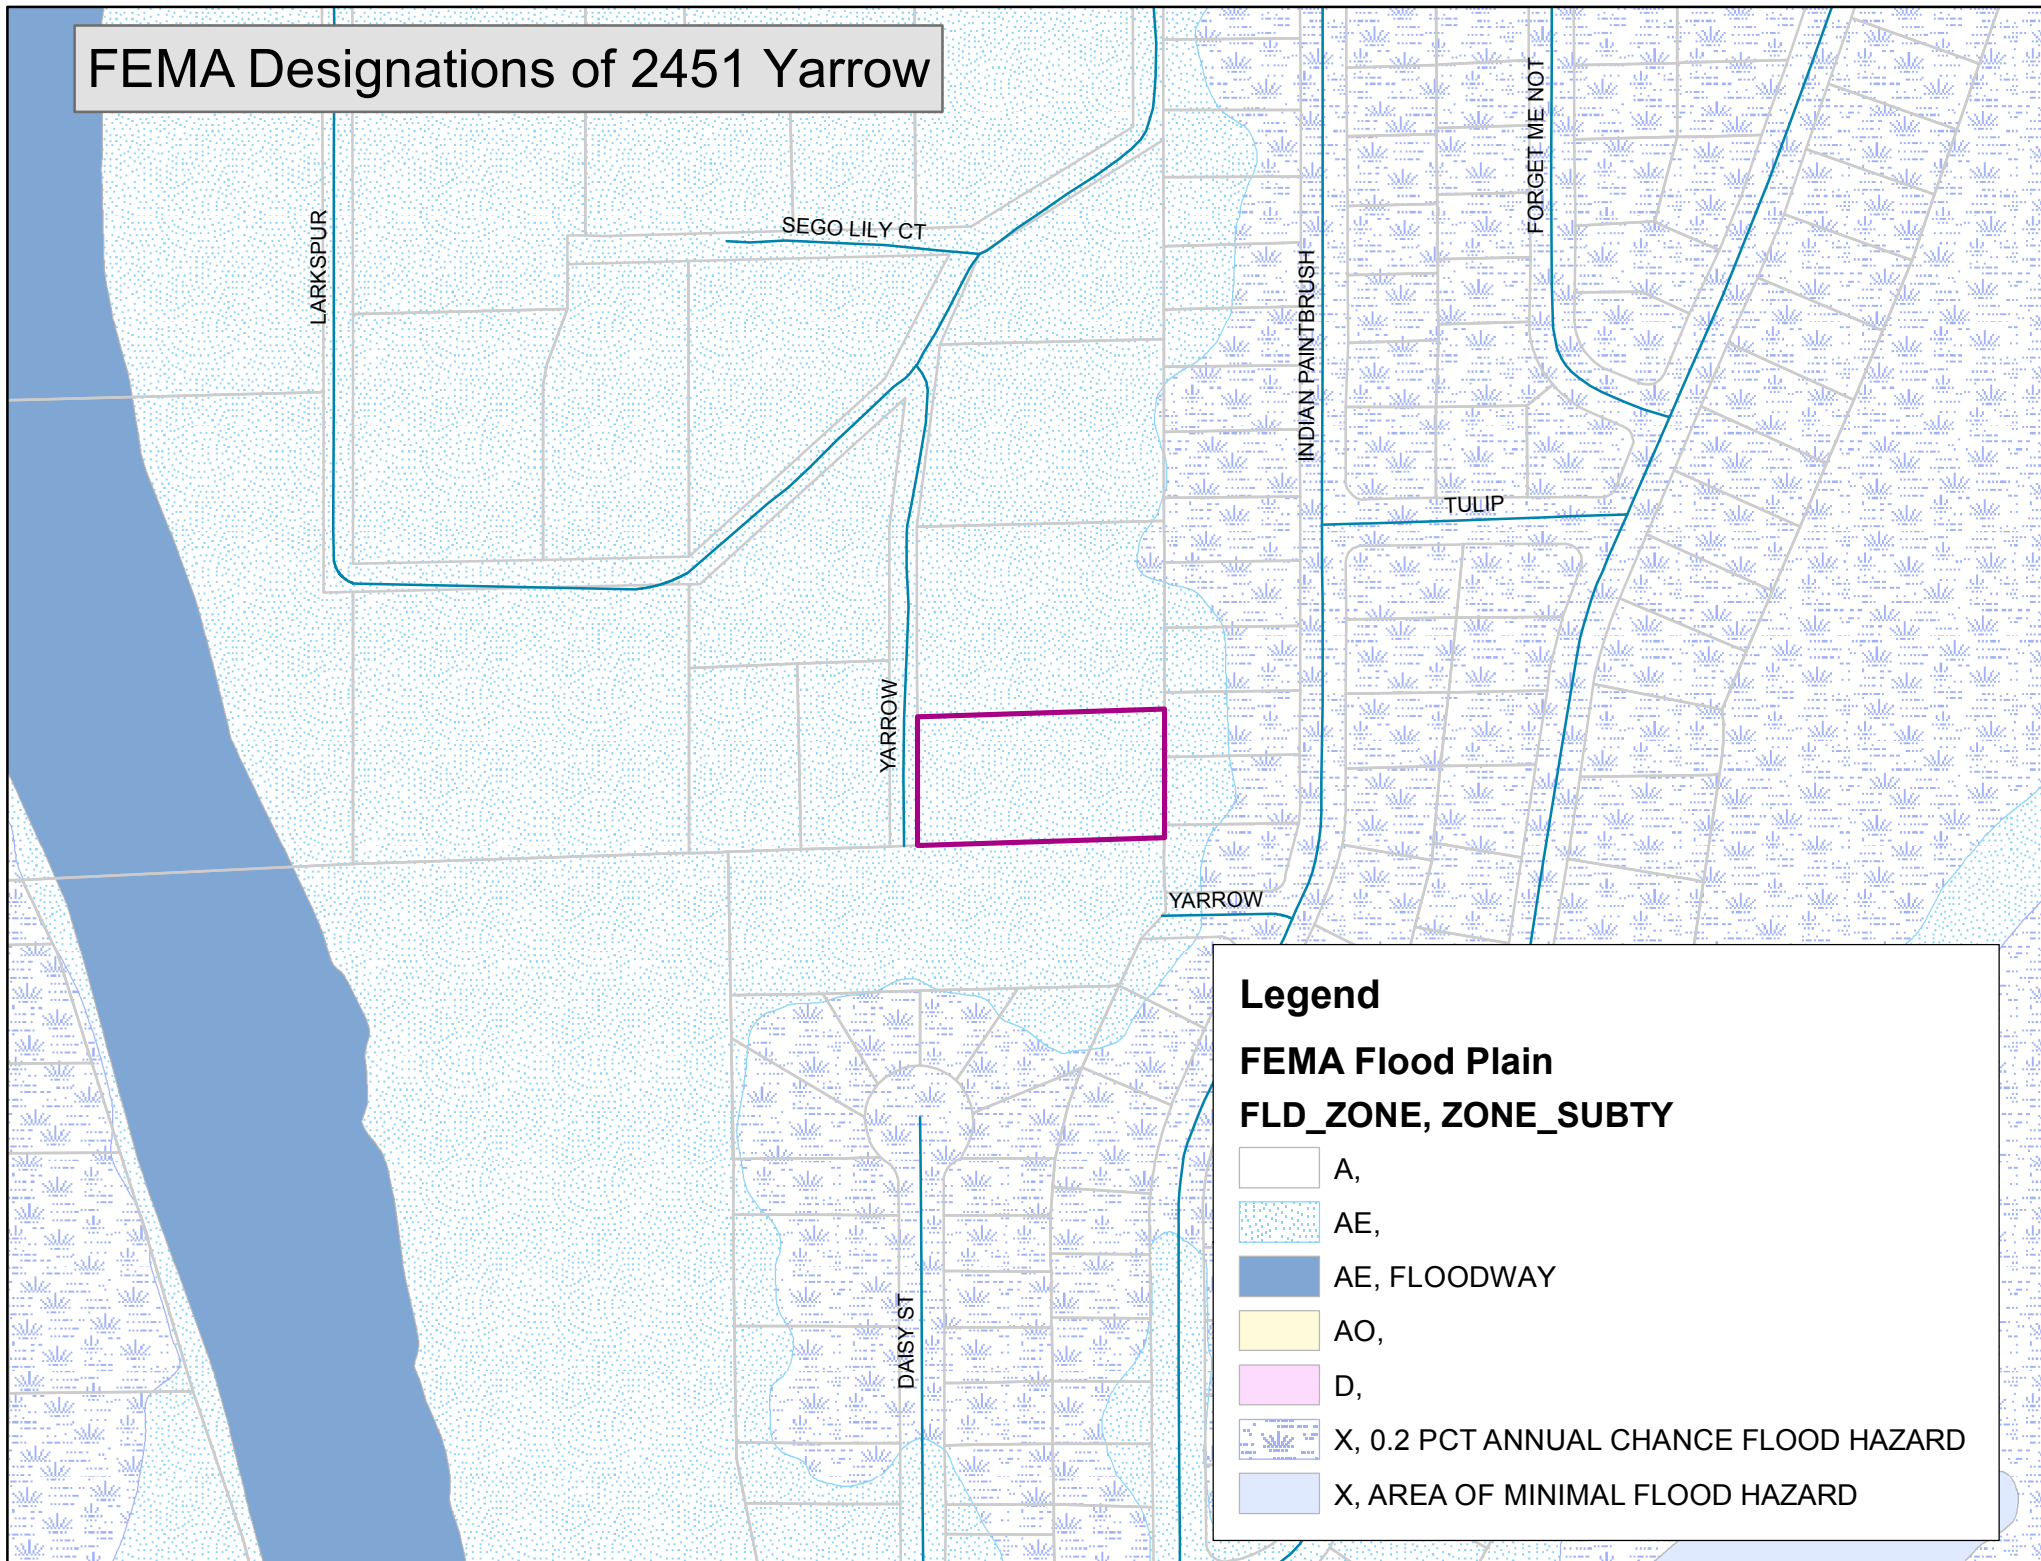 FEMA Designations of 2451 Yarrow
FORGET ME NOT
LARKSPUR
SEGO LILY CT
INDIAN PAINTBRUSH
TULIP
YARROW
YARROW
DAISY ST
Legend
FEMA Flood Plain
FLD_ZONE, ZONE_SUBTY
A,
AE,
AE, FLOODWAY
AO,
D,
X, 0.2 PCT ANNUAL CHANCE FLOOD HAZARD
X, AREA OF MINIMAL FLOOD HAZARD